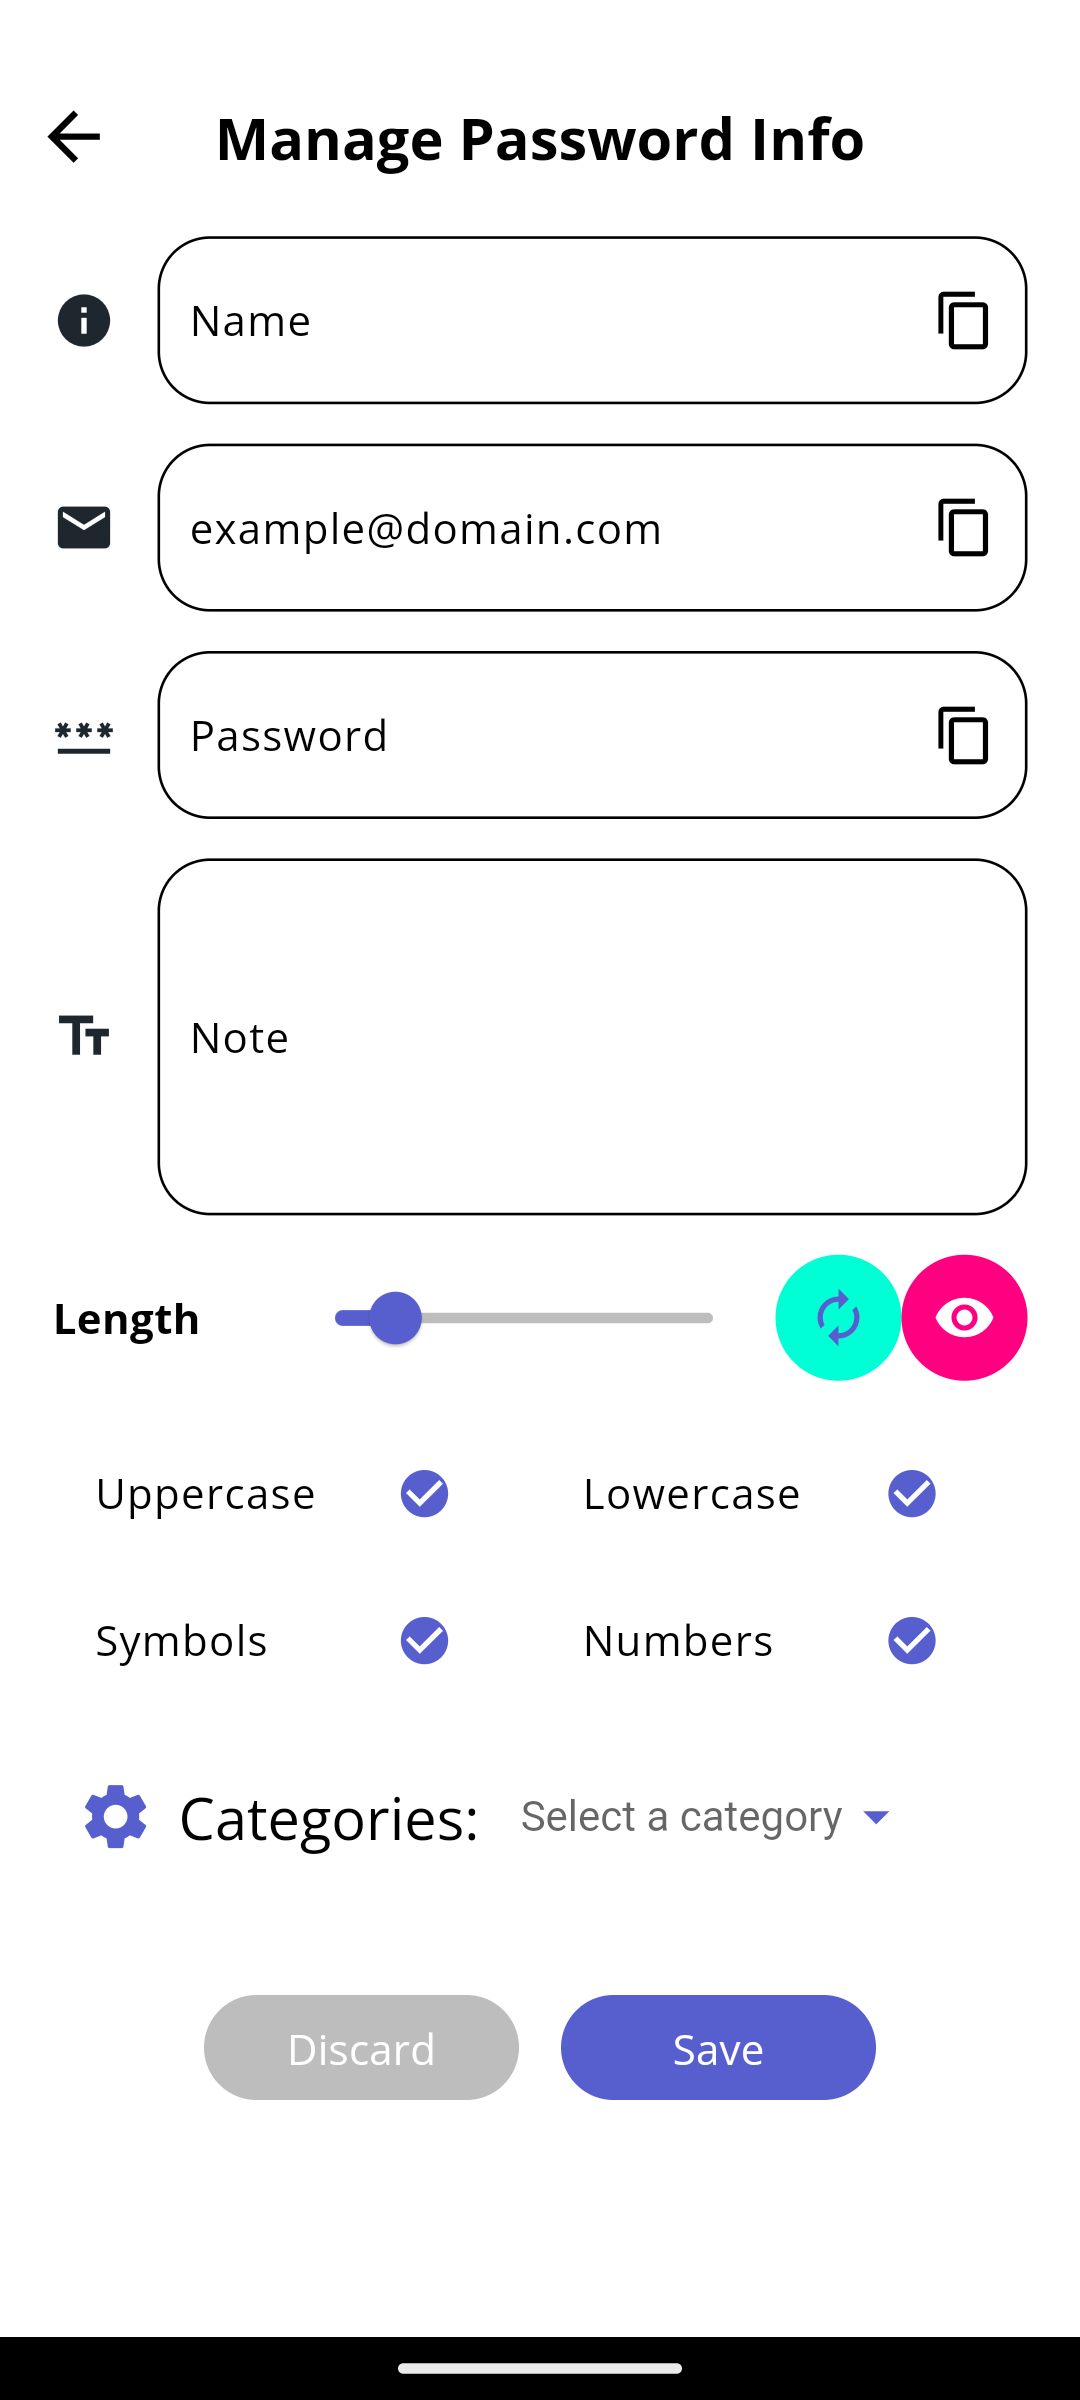 Manage Password Info
Name
example@domain.com
Password
Note
Length
Uppercase Lowercase
Symbols Numbers
Categories: Select a category
Discard Save